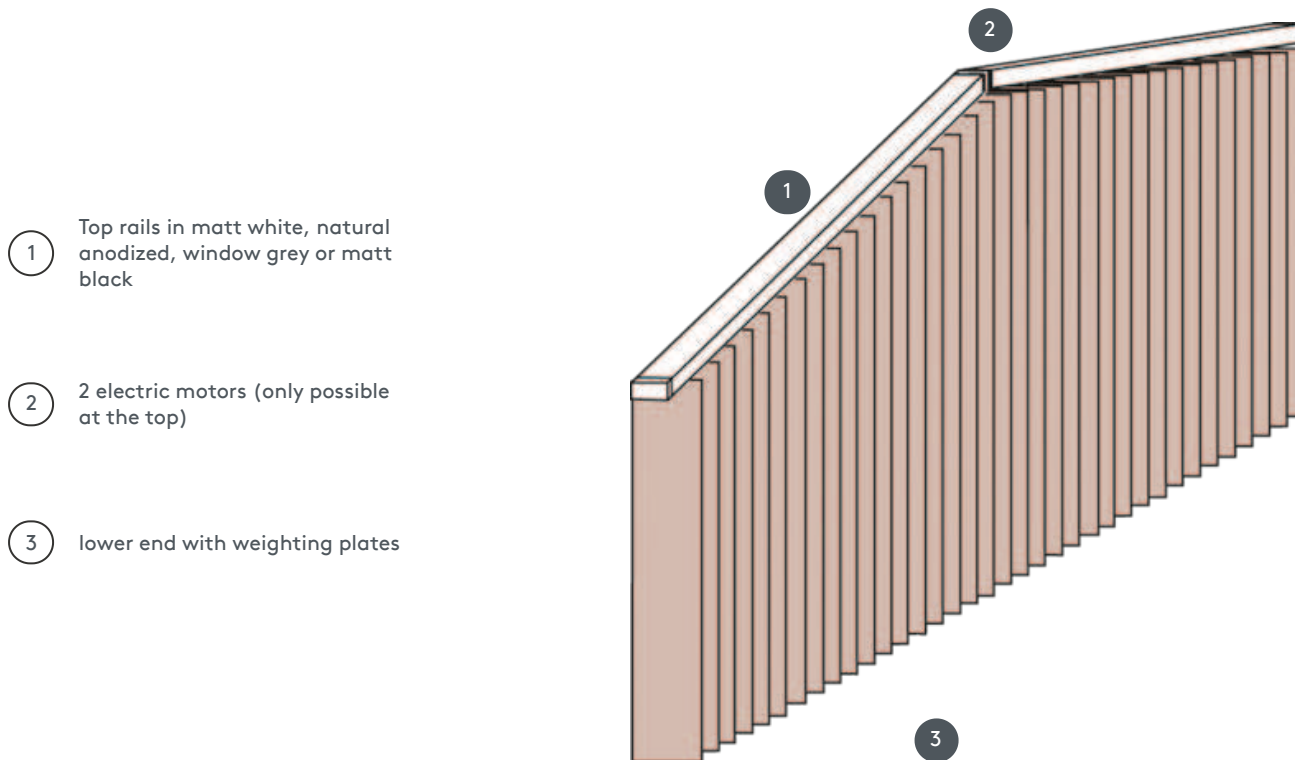 1
Top rails in matt white, natural
anodized, window grey or matt
black
2
2 electric motors (only possible
at the top)
3
lower end with weighting plates
2
1
3